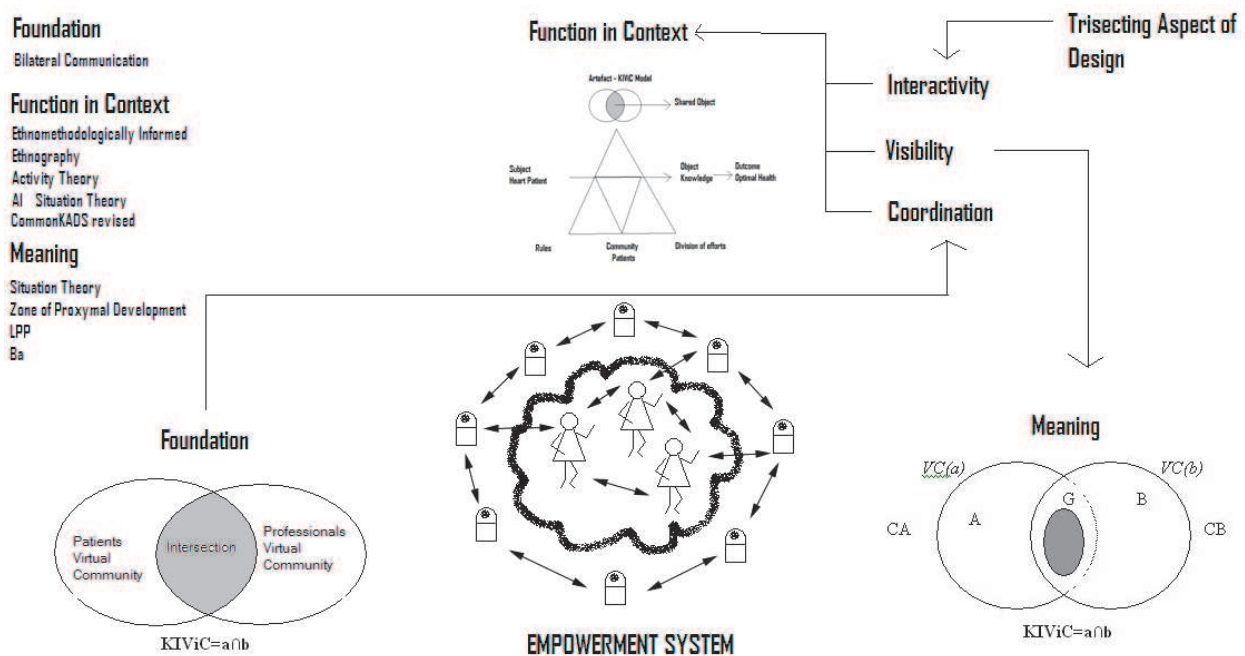 Foundation
Bilateral Communication
Function in Context
Ethnomethodologically Informed
Ethnography
Activity Theory
AI Situation Theory
CommonKADS revised
Meaning
Situation Theory
Zone of Proxymal Development
LPP
Ba
Function in Context
Artefact - KIViC Model
Shared Object
Subject
Heart Patient
Object
Knowledge
Outcome
Optimal Health
Rules
Community
Patients
Division of efforts
Trisecting Aspect of
Design
Interactivity
Visibility
Coordination
Foundation
Patients
Virtual
Community
Intersection
Professionals
Virtual
Community
KIViC=a∩b
EMPOWERMENT SYSTEM
Meaning
VC(a)
VC(b)
CA
A
G
B
CB
KIViC=a∩b